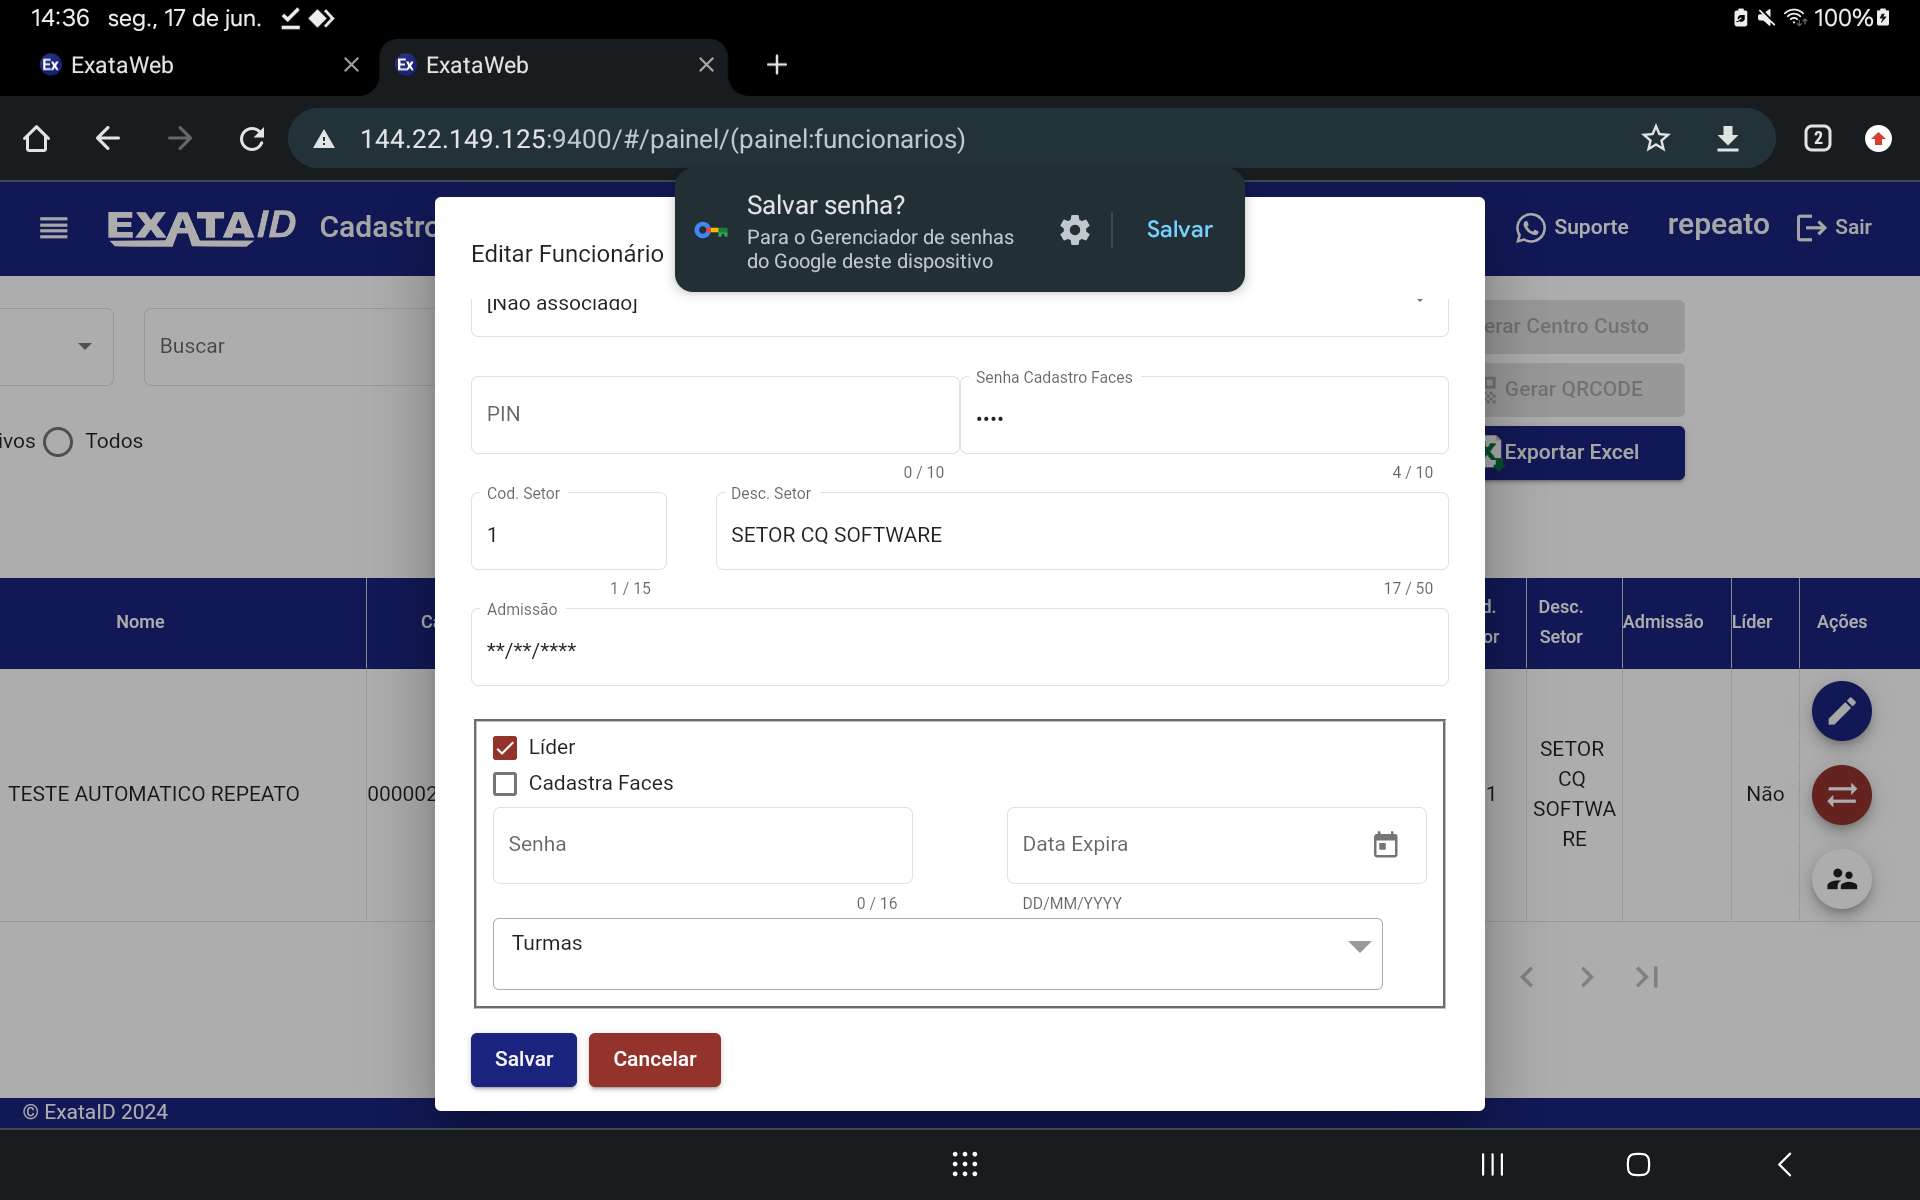 14:36 seg., 17 de jun.
100%
Ex ExataWeb
Ex ExataWeb
144.22.149.125:9400/#/painel/(painel:funcionarios)
2
Salvar senha?
Para o Gerenciador de senhas
do Google deste dispositivo
Salvar
EXATAID Cadastro
Suporte
repeato
Sair
Editar Funcionário
[Não associado]
Buscar
erar Centro Custo
Gerar QRCODE
Exportar Excel
ivos
Todos
PIN
0 / 10
Senha Cadastro Faces
••••
4 / 10
Cod. Setor
1
1 / 15
Desc. Setor
SETOR CQ SOFTWARE
17 / 50
Admissão
**/**/****
Nome
Ca
d.
or
Desc.
Setor
Admissão
Líder
Ações
TESTE AUTOMATICO REPEATO
000002
1
SETOR
CQ
SOFTWA
RE
Não
Líder
Cadastra Faces
Senha
0 / 16
Data Expira
DD/MM/YYYY
Turmas
Salvar
Cancelar
© ExataID 2024